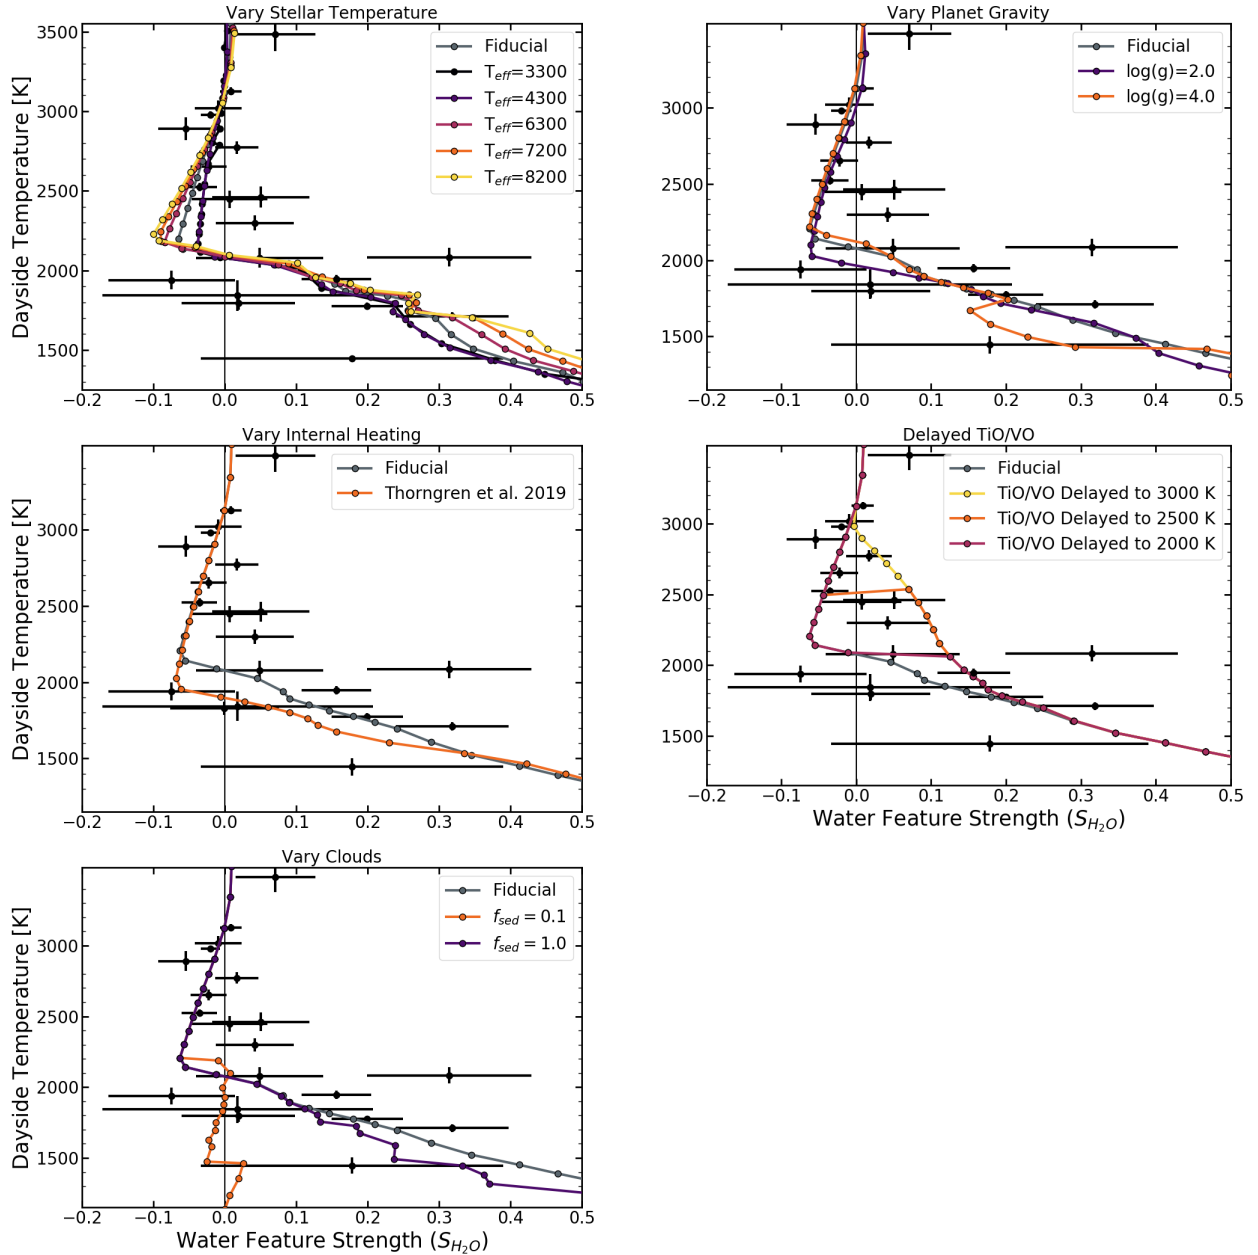 Vary Stellar Temperature
Dayside Temperature [K]
3500
3000
2500
2000
1500
Fiducial
T_eff=3300
T_eff=4300
T_eff=6300
T_eff=7200
T_eff=8200
−0.2 −0.1 0.0 0.1 0.2 0.3 0.4 0.5
Vary Planet Gravity
3000
2500
2000
1500
Fiducial
log(g)=2.0
log(g)=4.0
−0.2 −0.1 0.0 0.1 0.2 0.3 0.4 0.5
Vary Internal Heating
Dayside Temperature [K]
3000
2500
2000
1500
Fiducial
Thorngren et al. 2019
−0.2 −0.1 0.0 0.1 0.2 0.3 0.4 0.5
Delayed TiO/VO
3000
2500
2000
1500
Fiducial
TiO/VO Delayed to 3000 K
TiO/VO Delayed to 2500 K
TiO/VO Delayed to 2000 K
−0.2 −0.1 0.0 0.1 0.2 0.3 0.4 0.5
Water Feature Strength (S_{H_2O})
Vary Clouds
Dayside Temperature [K]
3000
2500
2000
1500
Fiducial
f_sed = 0.1
f_sed = 1.0
−0.2 −0.1 0.0 0.1 0.2 0.3 0.4 0.5
Water Feature Strength (S_{H_2O})